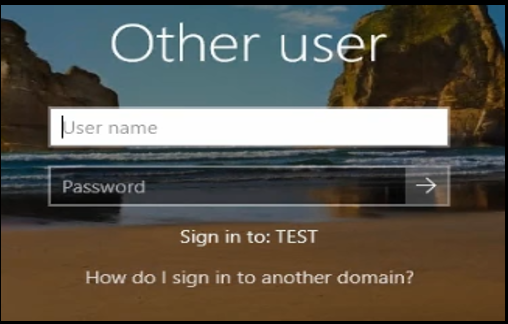 Other user
User name
Password
Sign in to: TEST
How do I sign in to another domain?